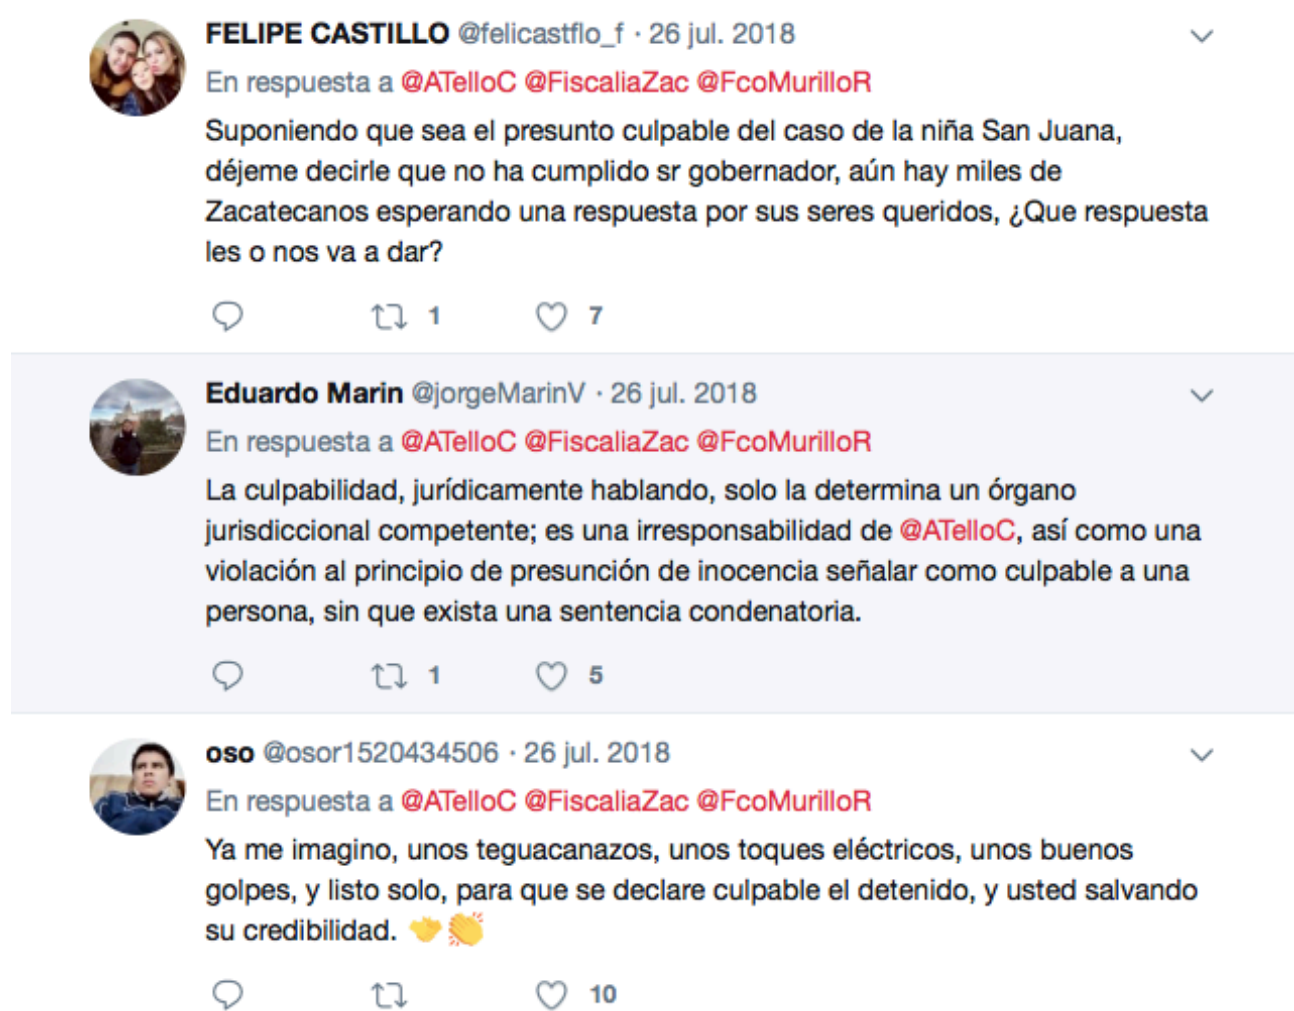 FELIPE CASTILLO @felicastflo_f · 26 jul. 2018
En respuesta a @ATelloC @FiscaliaZac @FcoMurilloR
Suponiendo que sea el presunto culpable del caso de la niña San Juana,
déjeme decirle que no ha cumplido sr gobernador, aún hay miles de
Zacatecanos esperando una respuesta por sus seres queridos, ¿Que respuesta
les o nos va a dar?
1 7
Eduardo Marin @jorgeMarinV · 26 jul. 2018
En respuesta a @ATelloC @FiscaliaZac @FcoMurilloR
La culpabilidad, jurídicamente hablando, solo la determina un órgano
jurisdiccional competente; es una irresponsabilidad de @ATelloC, así como una
violación al principio de presunción de inocencia señalar como culpable a una
persona, sin que exista una sentencia condenatoria.
1 5
oso @osor1520434506 · 26 jul. 2018
En respuesta a @ATelloC @FiscaliaZac @FcoMurilloR
Ya me imagino, unos teguacanazos, unos toques eléctricos, unos buenos
golpes, y listo solo, para que se declare culpable el detenido, y usted salvando
su credibilidad.
10